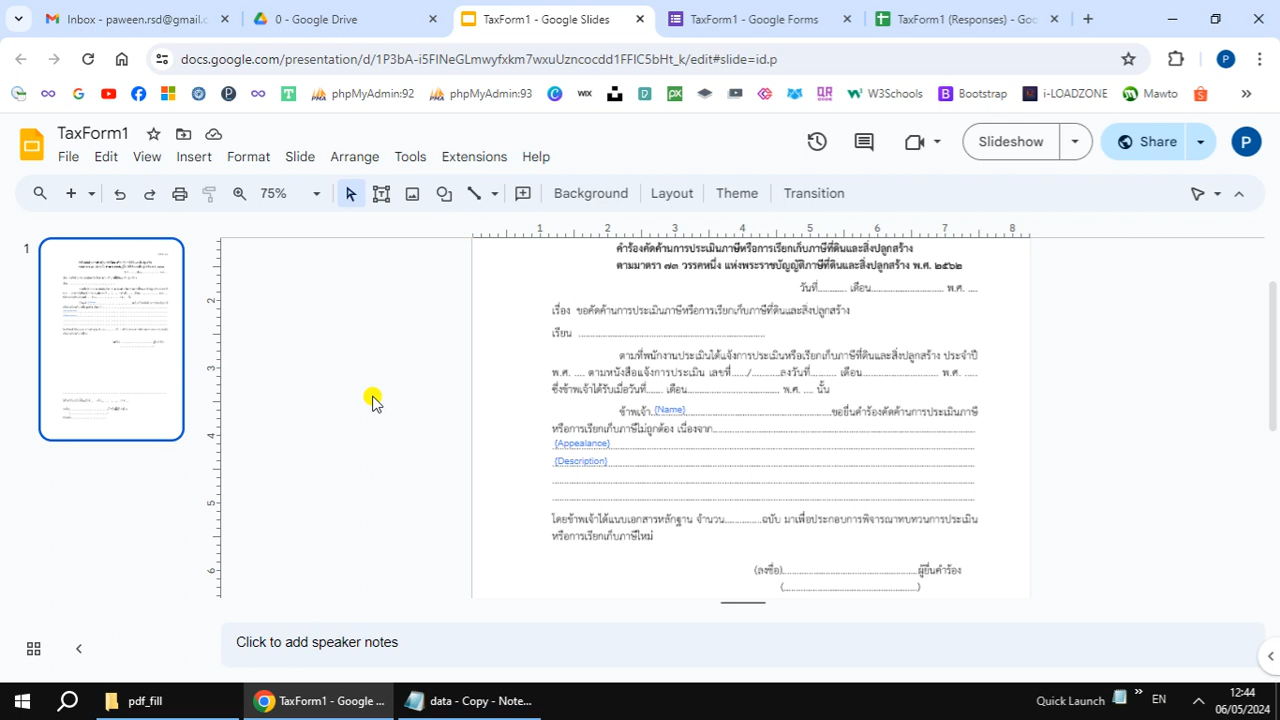 Inbox - paween.rsd@gmail.c
0 - Google Drive
TaxForm1 - Google Slides
TaxForm1 - Google Forms
TaxForm1 (Responses) - Goo
docs.google.com/presentation/d/1P3bA-i5FINeGLmwyfxkm7wxuUzncocdd1FFIC5bHt_k/edit#slide=id.p
P
phpMyAdmin:92
phpMyAdmin:93
WIX
W3Schools
Bootstrap
i-LOADZONE
Mawto
TaxForm1
File Edit View Insert Format Slide Arrange Tools Extensions Help
Slideshow
Share
P
75%
Background
Layout
Theme
Transition
1
1 2 3 4 5 6 7 8
2
3
4
5
6
คำร้องคัดค้านการประเมินภาษีหรือการเรียกเก็บภาษีที่ดินและสิ่งปลูกสร้าง
ตามมาตรา ๗๓ วรรคหนึ่ง แห่งพระราชบัญญัติภาษีที่ดินและสิ่งปลูกสร้าง พ.ศ. ๒๕๖๒
วันที่............ เดือน............................ พ.ศ. ....
เรื่อง ขอคัดค้านการประเมินภาษีหรือการเรียกเก็บภาษีที่ดินและสิ่งปลูกสร้าง
เรียน ......................................................................
ตามที่พนักงานประเมินได้แจ้งการประเมินหรือเรียกเก็บภาษีที่ดินและสิ่งปลูกสร้าง ประจำปี
พ.ศ. .... ตามหนังสือแจ้งการประเมิน เลขที่....../...........ลงวันที่.......... เดือน............................. พ.ศ. .....
ซึ่งข้าพเจ้าได้รับเมื่อวันที่....... เดือน................................... พ.ศ. .... นั้น
ข้าพเจ้า.{Name}......................................................ขอยื่นคำร้องคัดค้านการประเมินภาษี
หรือการเรียกเก็บภาษีไม่ถูกต้อง เนื่องจาก..........................................................................................
{Appealance}
{Description}
โดยข้าพเจ้าได้แนบเอกสารหลักฐาน จำนวน..............ฉบับ มาเพื่อประกอบการพิจารณาทบทวนการประเมิน
หรือการเรียกเก็บภาษีใหม่
(ลงชื่อ)..................................................ผู้ยื่นคำร้อง
(..................................................)
Click to add speaker notes
pdf_fill
TaxForm1 - Google ...
data - Copy - Note...
Quick Launch
EN
12:44
06/05/2024